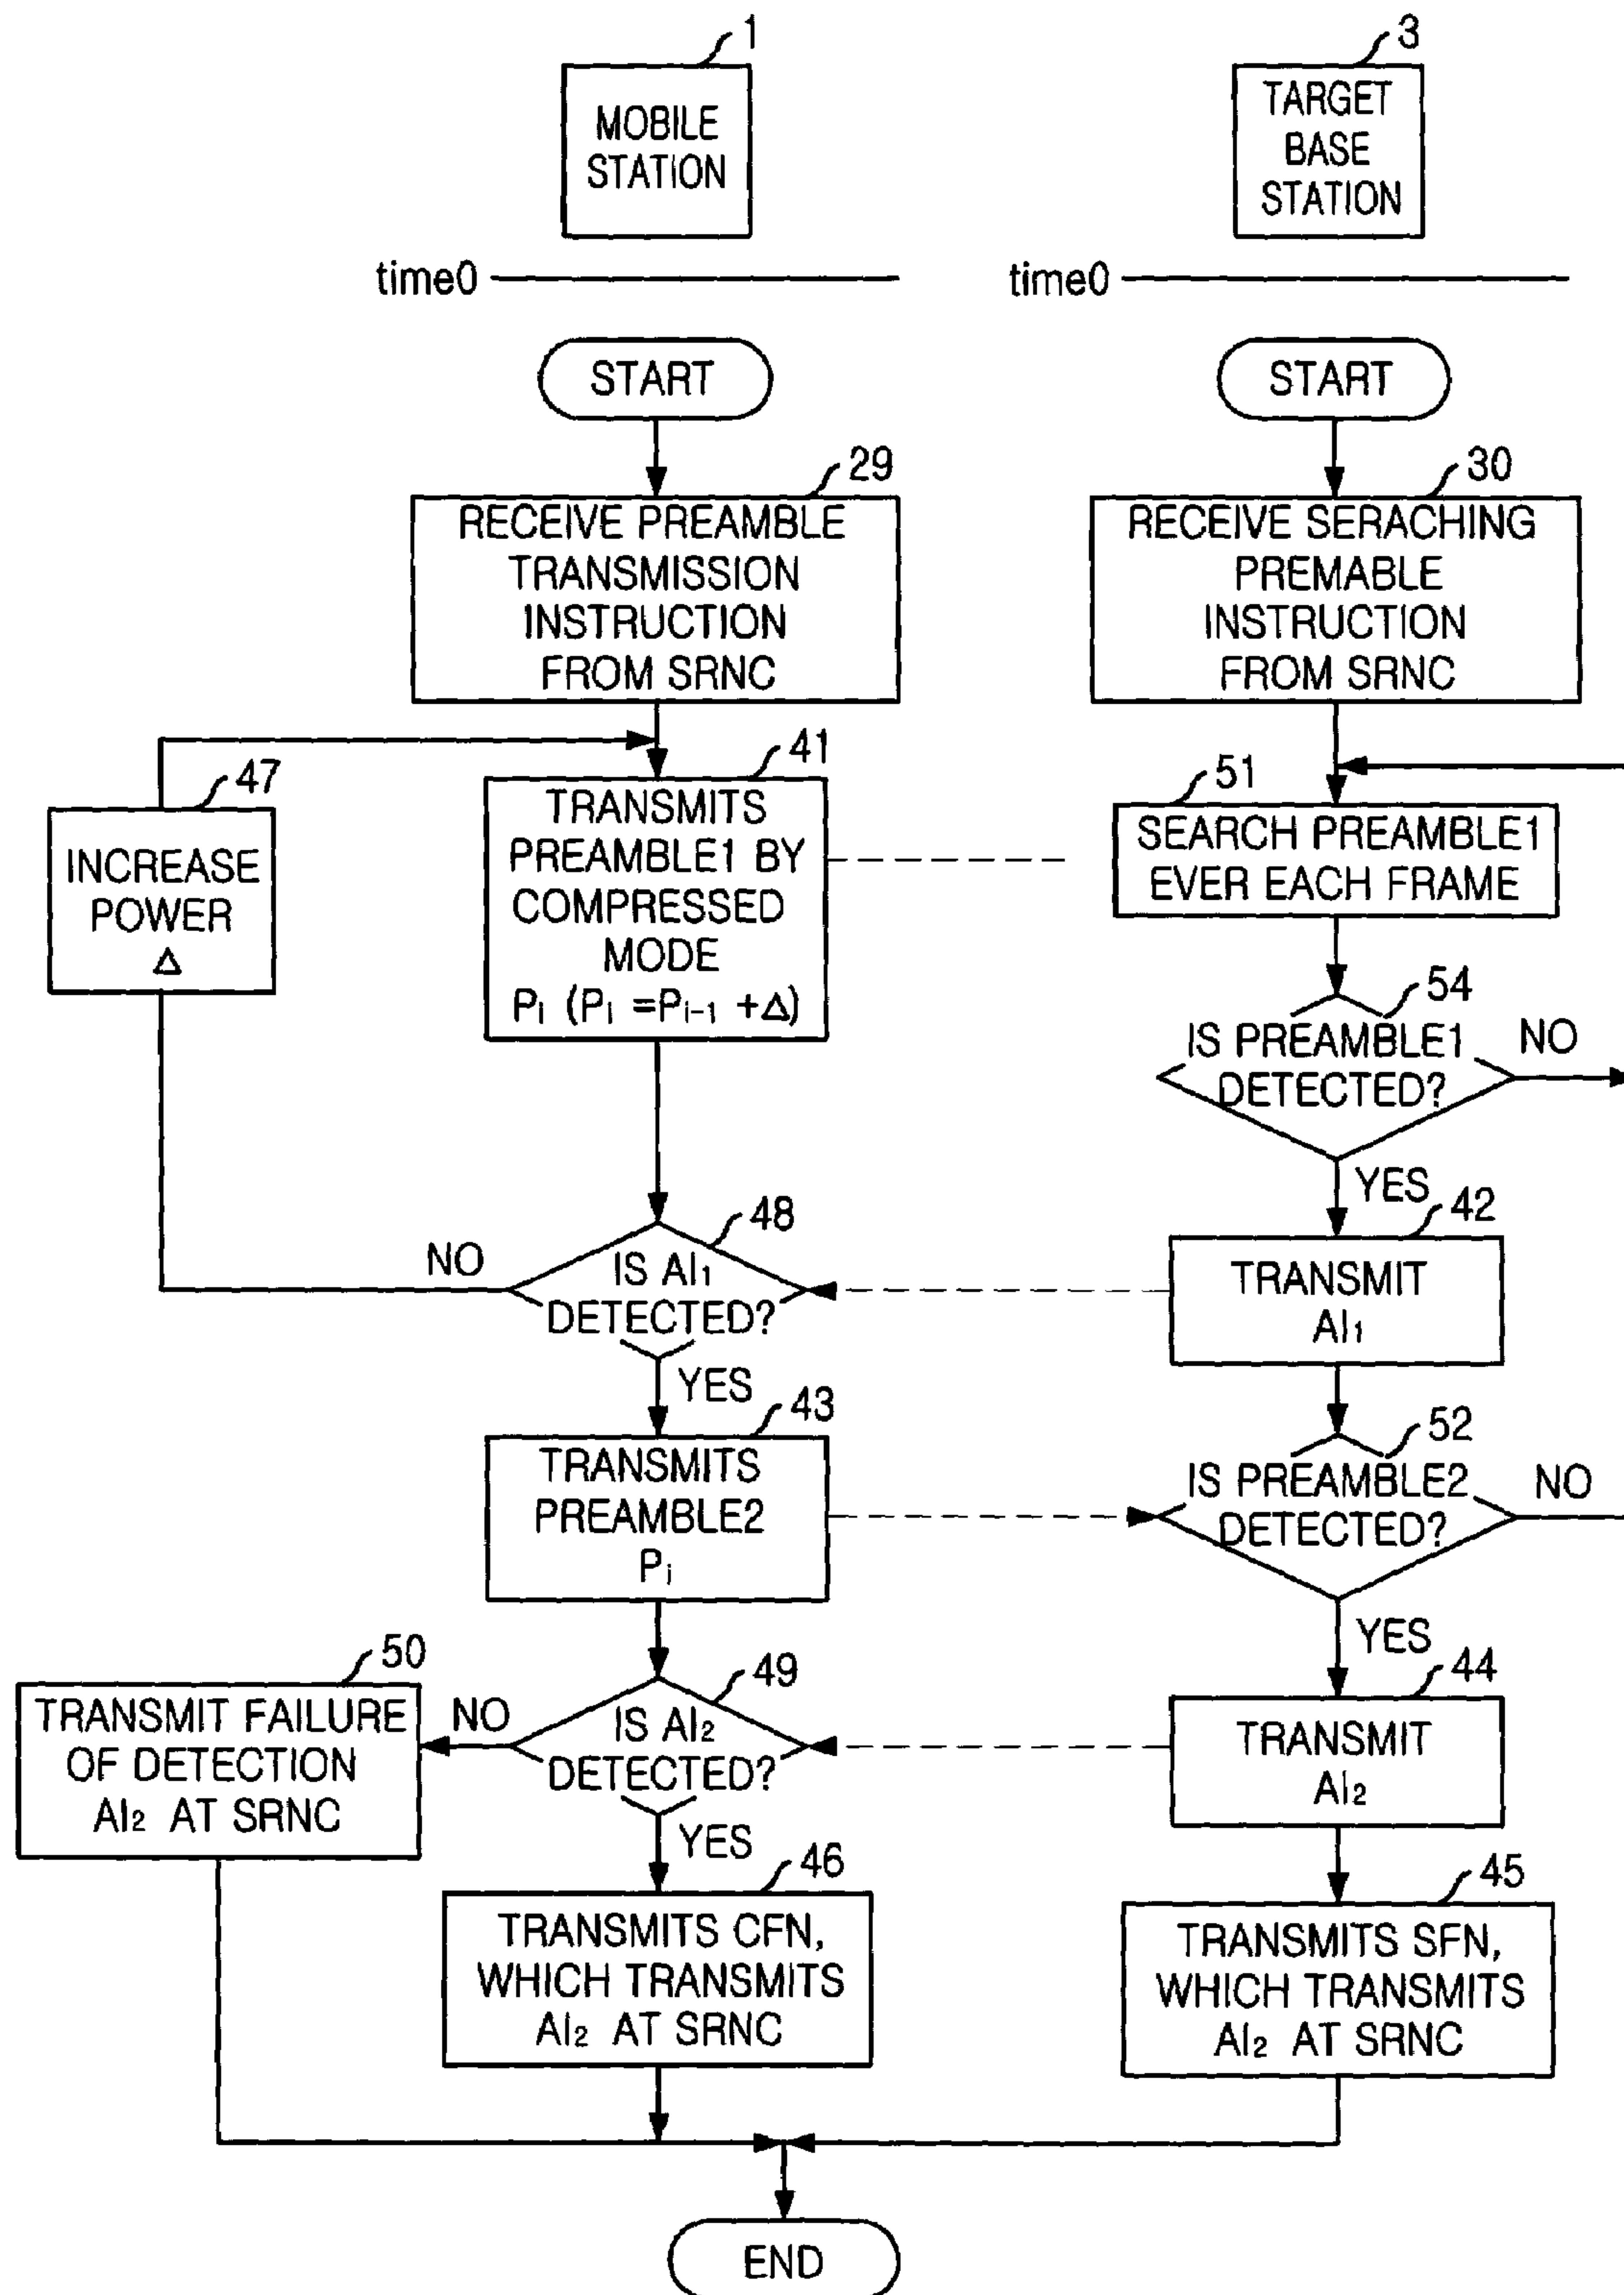 1
MOBILE
STATION
3
TARGET
BASE
STATION
time0
time0
START
START
29
RECEIVE PREAMBLE
TRANSMISSION
INSTRUCTION
FROM SRNC
30
RECEIVE SERACHING
PREMABLE
INSTRUCTION
FROM SRNC
47
INCREASE
POWER
Δ
41
TRANSMITS
PREAMBLE1 BY
COMPRESSED
MODE
Pi (Pi =Pi-1 +Δ)
51
SEARCH PREAMBLE1
EVER EACH FRAME
54
IS PREAMBLE1
DETECTED?
NO
YES
48
IS AI1
DETECTED?
NO
YES
42
TRANSMIT
AI1
43
TRANSMITS
PREAMBLE2
Pi
52
IS PREAMBLE2
DETECTED?
NO
YES
50
TRANSMIT FAILURE
OF DETECTION
AI2 AT SRNC
NO
49
IS AI2
DETECTED?
YES
44
TRANSMIT
AI2
46
TRANSMITS CFN,
WHICH TRANSMITS
AI2 AT SRNC
45
TRANSMITS SFN,
WHICH TRANSMITS
AI2 AT SRNC
END